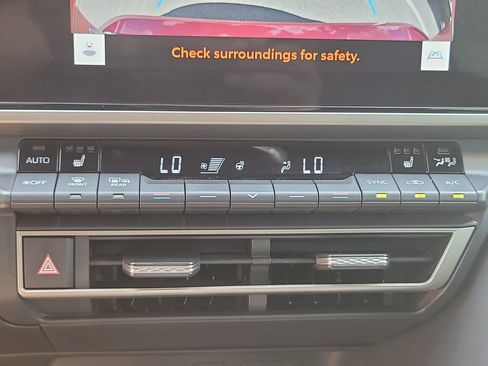 Check surroundings for safety.
AUTO
LO
LO
OFF
FRONT
REAR
SYNC
A/C